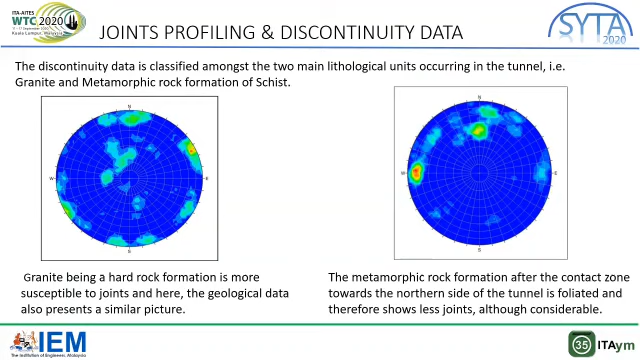 ITA-AITES
WTC 2020
11 - 17 September 2020
Kuala Lumpur, Malaysia
JOINTS PROFILING & DISCONTINUITY DATA
SYTA
2020
The discontinuity data is classified amongst the two main lithological units occurring in the tunnel, i.e.
Granite and Metamorphic rock formation of Schist.
N
W
E
S
N
W
E
S
Granite being a hard rock formation is more
susceptible to joints and here, the geological data
also presents a similar picture.
The metamorphic rock formation after the contact zone
towards the northern side of the tunnel is foliated and
therefore shows less joints, although considerable.
IEM
The Institution of Engineers, Malaysia
35 ITAym